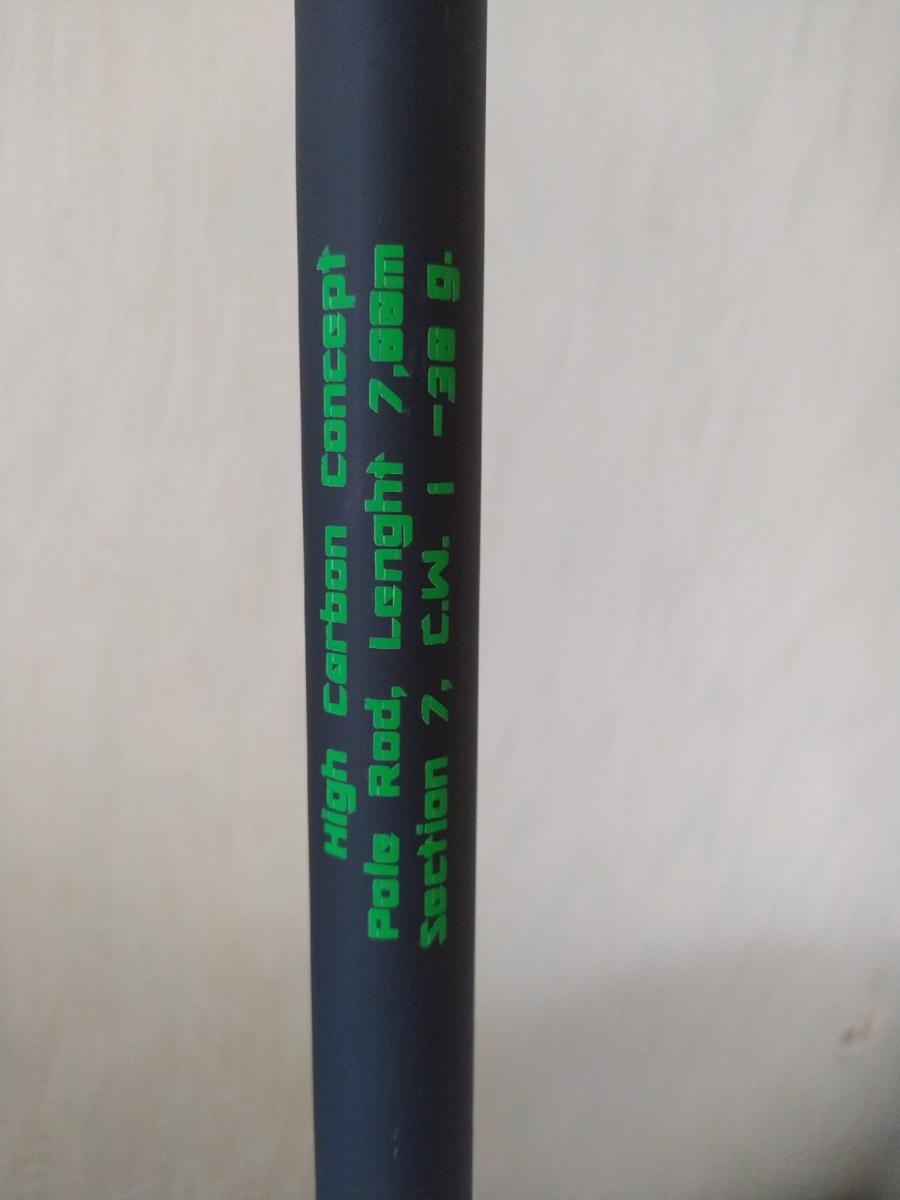 High Carbon Concept
Pole Rod, Lenght 7,00m
Section 7, C.W. 1 -30 g.